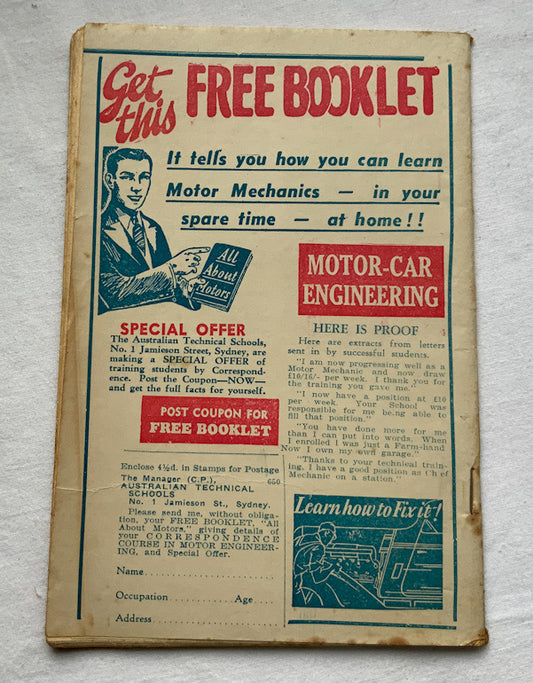 Get this FREE BOOKLET
It tells you how you can learn
Motor Mechanics — in your
spare time — at home!!
All
About
Motors
SPECIAL OFFER
The Australian Technical Schools,
No. 1 Jamieson Street, Sydney, are
making a SPECIAL OFFER of
training students by Correspond-
ence. Post the Coupon—NOW—
and get the full facts for yourself.
POST COUPON FOR
FREE BOOKLET
Enclose 4½d. in Stamps for Postage
The Manager (C.P.), 650
AUSTRALIAN TECHNICAL
SCHOOLS
No. 1 Jamieson St., Sydney.
Please send me, without obliga-
tion, your FREE BOOKLET, "All
About Motors," giving details of
your CORRESPONDENCE
COURSE IN MOTOR ENGINEER-
ING, and Special Offer.
Name
Occupation Age
Address
MOTOR-CAR
ENGINEERING
HERE IS PROOF
Here are extracts from letters
sent in by successful students.
"I am now progressing well as a
Motor Mechanic and now draw
£10/16/- per week. I thank you for
the training you gave me."
"I now have a position at £10
per week. Your School was
responsible for me being able to
fill that position."
"You have done more for me
than I can put into words. When
I enrolled I was just a Farm-hand
Now I own my own garage."
"Thanks to your technical train-
ing, I have a good position as Chief
Mechanic on a station."
Learn how to Fix it!